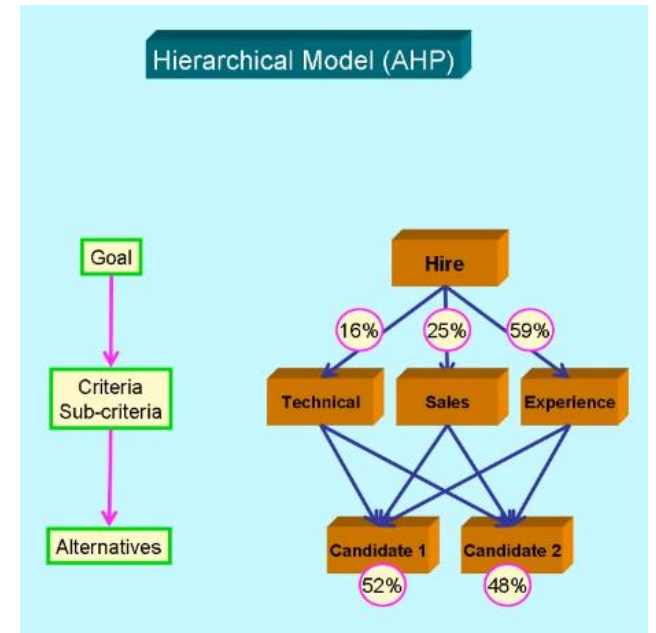 Hierarchical Model (AHP)
Goal
Hire
16%
25%
59%
Criteria
Sub-criteria
Technical
Sales
Experience
Alternatives
Candidate 1
Candidate 2
52%
48%